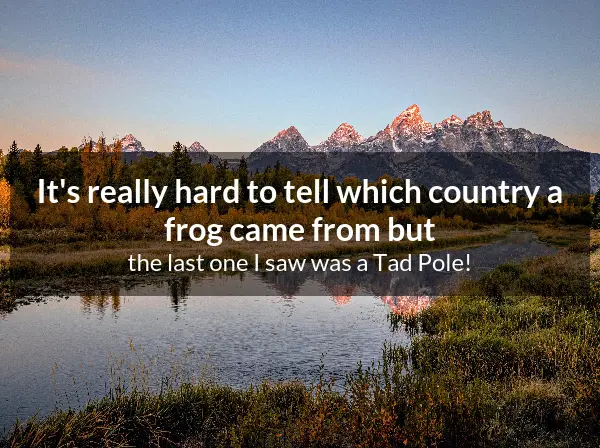 It's really hard to tell which country a
frog came from but
the last one I saw was a Tad Pole!